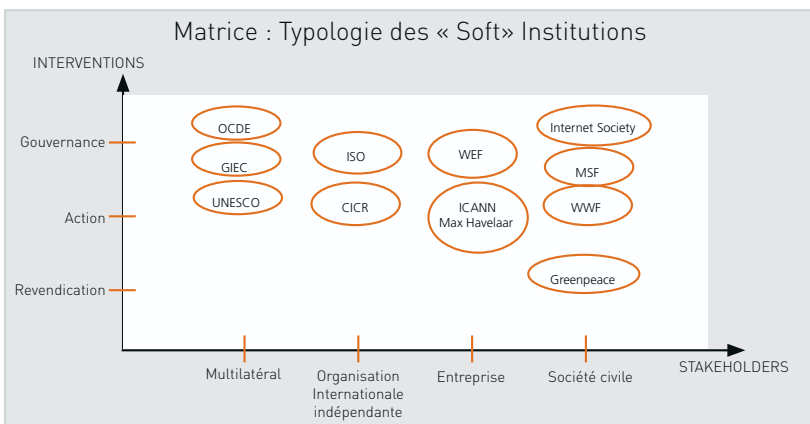 Matrice : Typologie des « Soft» Institutions
INTERVENTIONS
Gouvernance
Action
Revendication
OCDE
GIEC
UNESCO
ISO
CICR
WEF
ICANN
Max Havelaar
Internet Society
MSF
WWF
Greenpeace
Multilatéral
Organisation
Internationale
indépendante
Entreprise
Société civile
STAKEHOLDERS